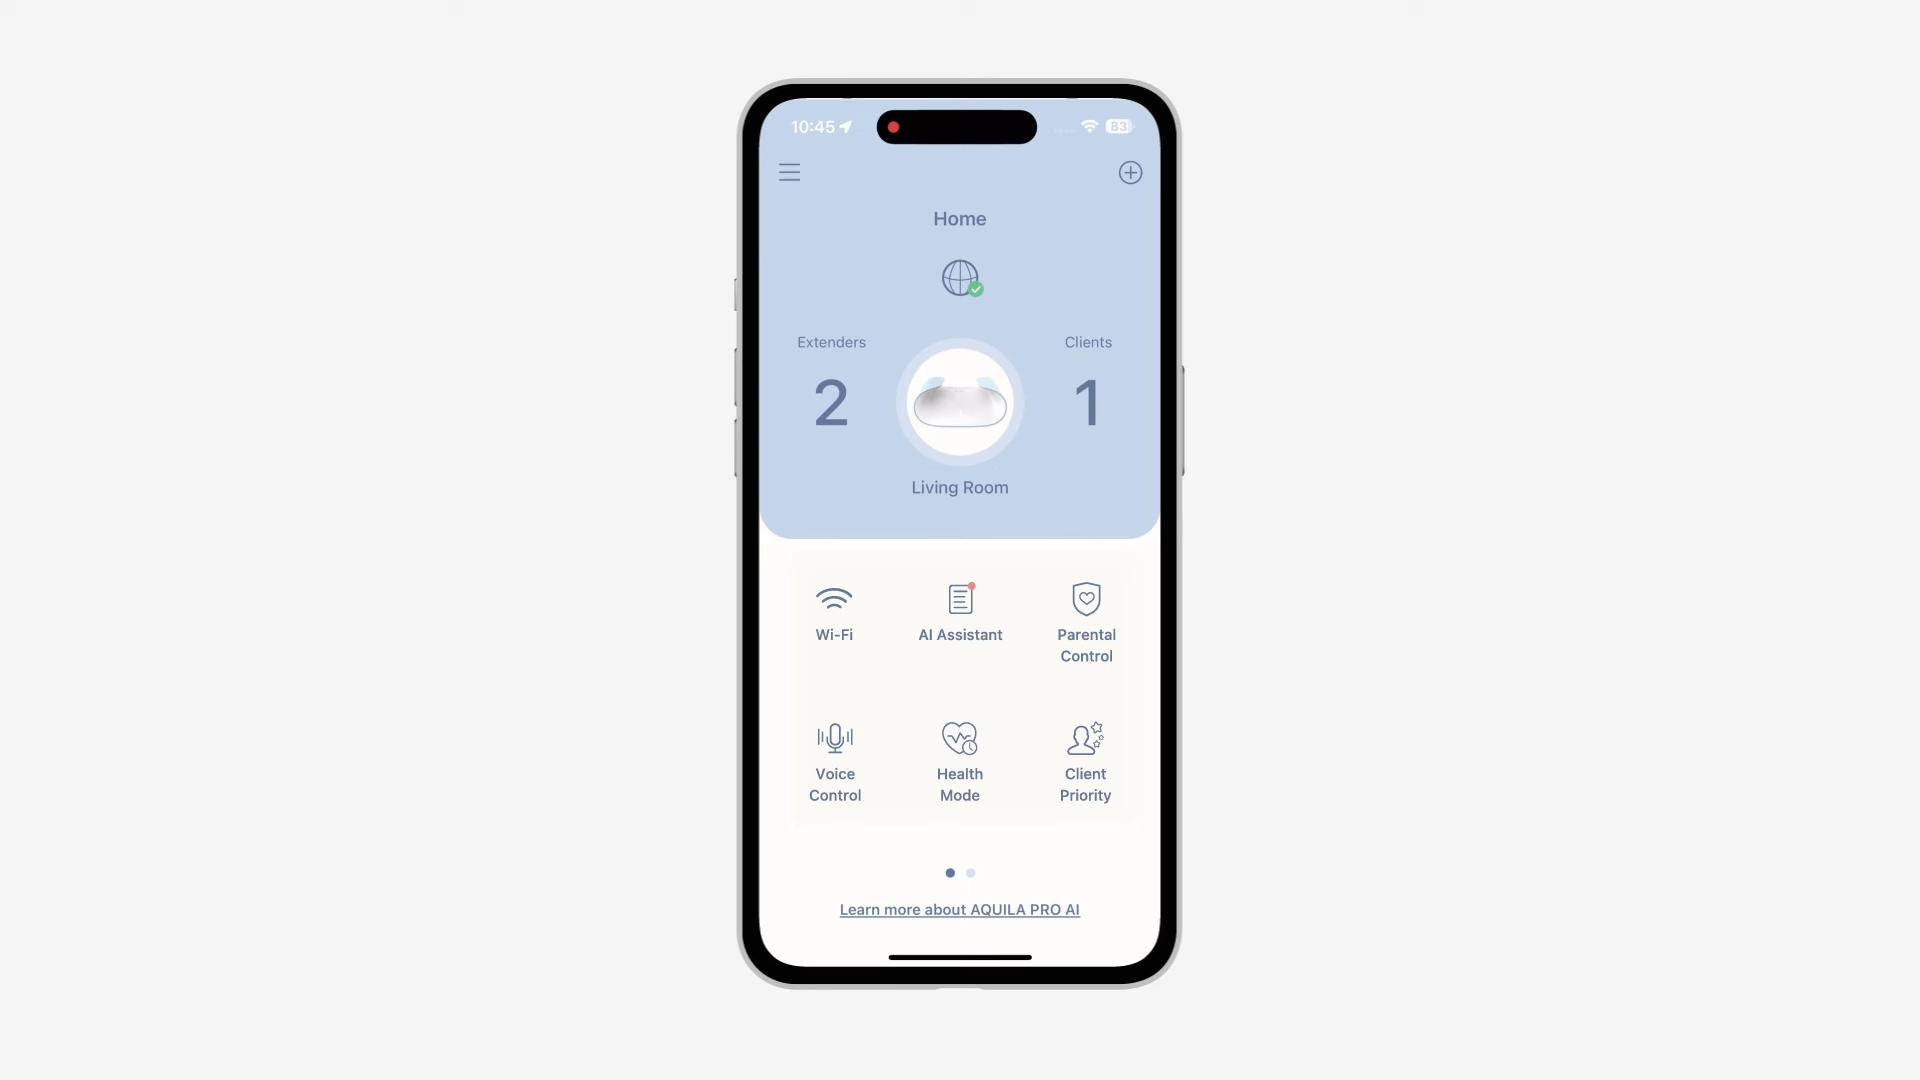 10:45
83
Home
Extenders
Clients
2
1
Living Room
Wi-Fi
AI Assistant
Parental
Control
Voice
Control
Health
Mode
Client
Priority
Learn more about AQUILA PRO AI